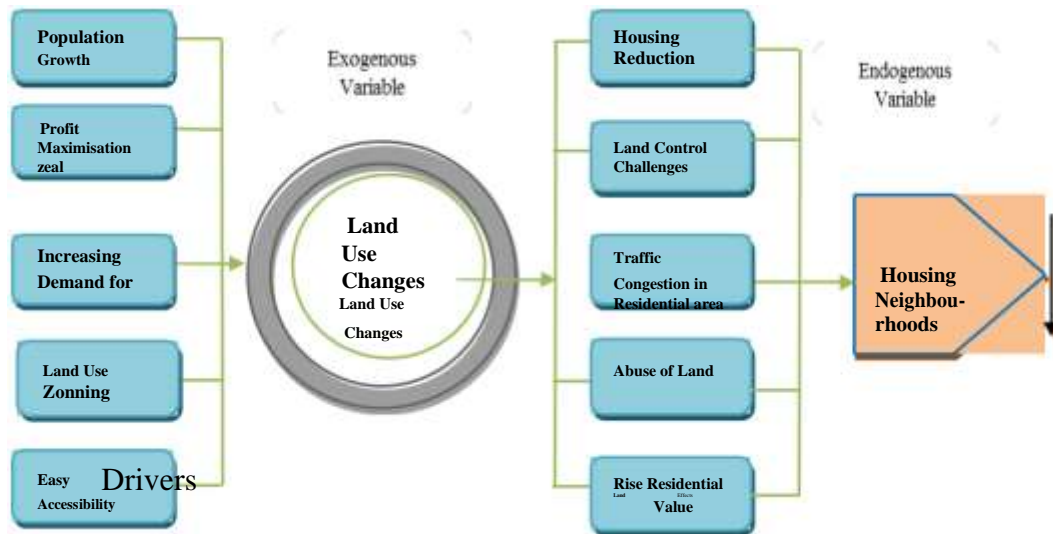 Population
Growth
Profit
Maximisation
zeal
Increasing
Demand for
Land Use
Zonning
Easy Drivers
Accessibility
Exogenous
Variable
Land
Use
Changes
Land Use
Changes
Housing
Reduction
Land Control
Challenges
Traffic
Congestion in
Residential area
Abuse of Land
Rise Residential
Land Effects
Value
Endogenous
Variable
Housing
Neighbou-
rhoods